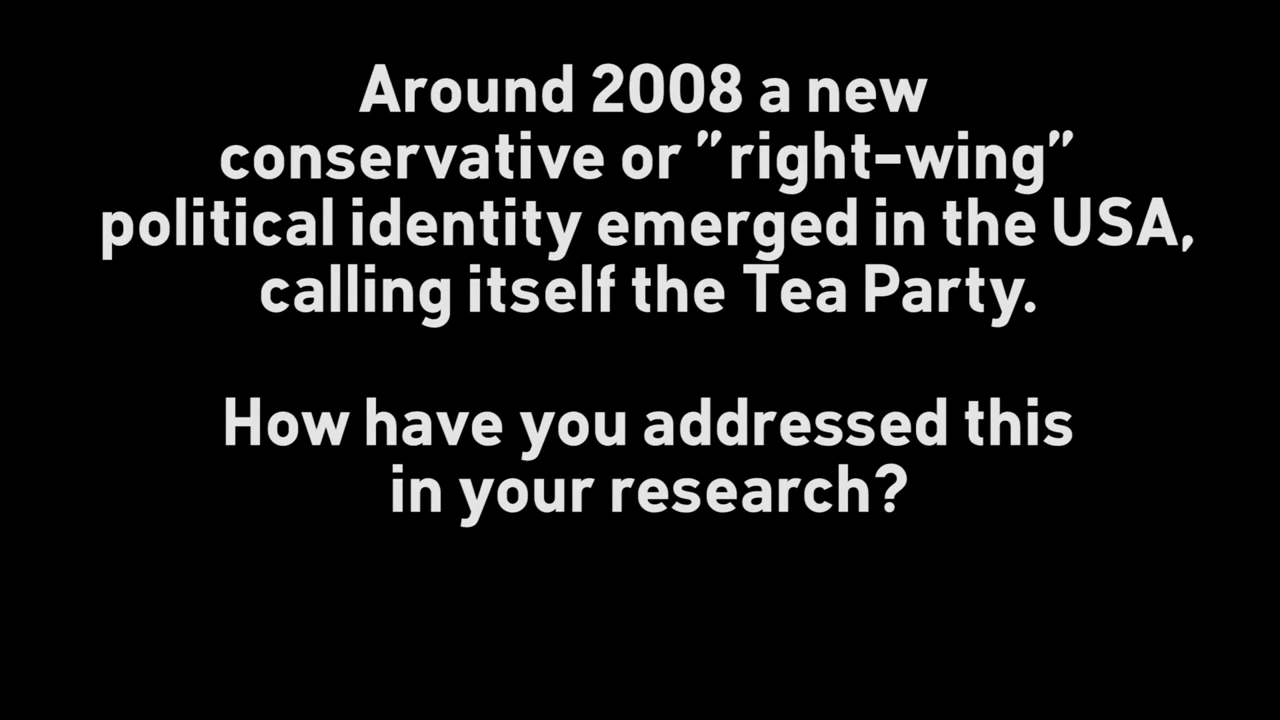 Around 2008 a new
conservative or ”right-wing”
political identity emerged in the USA,
calling itself the Tea Party.
How have you addressed this
in your research?